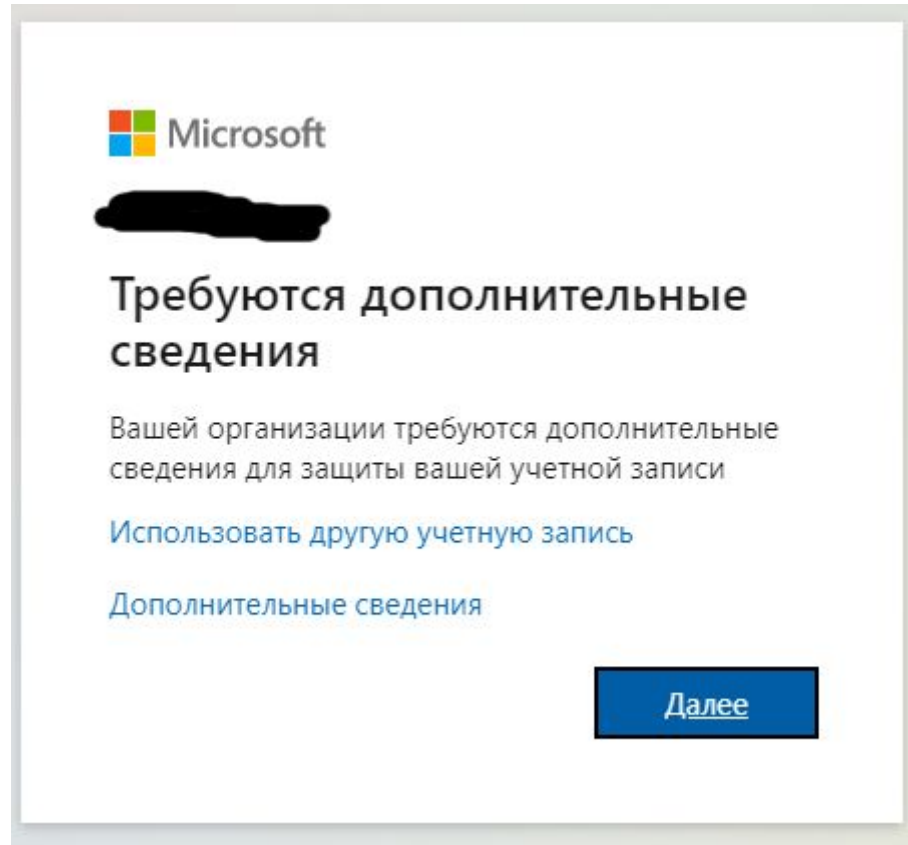 Microsoft
Требуются дополнительные
сведения
Вашей организации требуются дополнительные
сведения для защиты вашей учетной записи
Использовать другую учетную запись
Дополнительные сведения
Далее